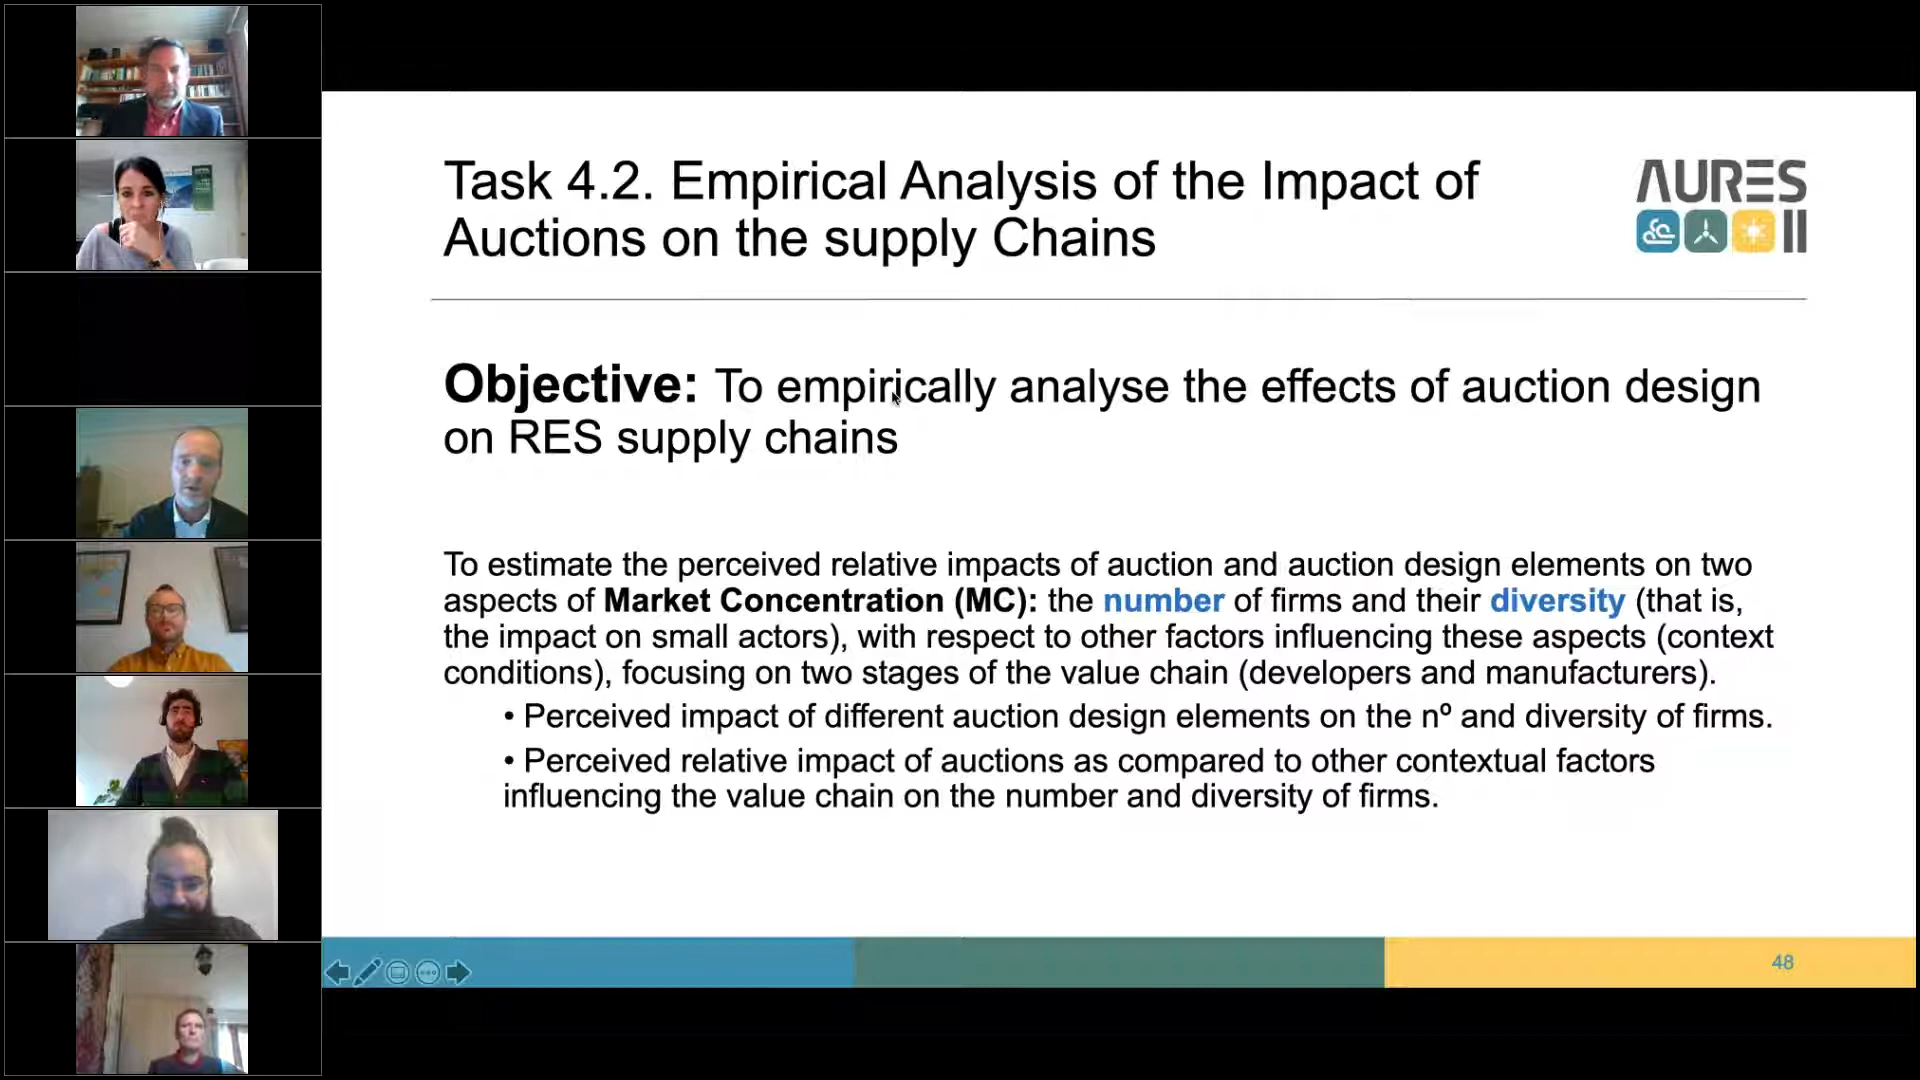 Task 4.2. Empirical Analysis of the Impact of
Auctions on the supply Chains
AURES
II
Objective: To empirically analyse the effects of auction design
on RES supply chains
To estimate the perceived relative impacts of auction and auction design elements on two
aspects of Market Concentration (MC): the number of firms and their diversity (that is,
the impact on small actors), with respect to other factors influencing these aspects (context
conditions), focusing on two stages of the value chain (developers and manufacturers).
• Perceived impact of different auction design elements on the nº and diversity of firms.
• Perceived relative impact of auctions as compared to other contextual factors
influencing the value chain on the number and diversity of firms.
48